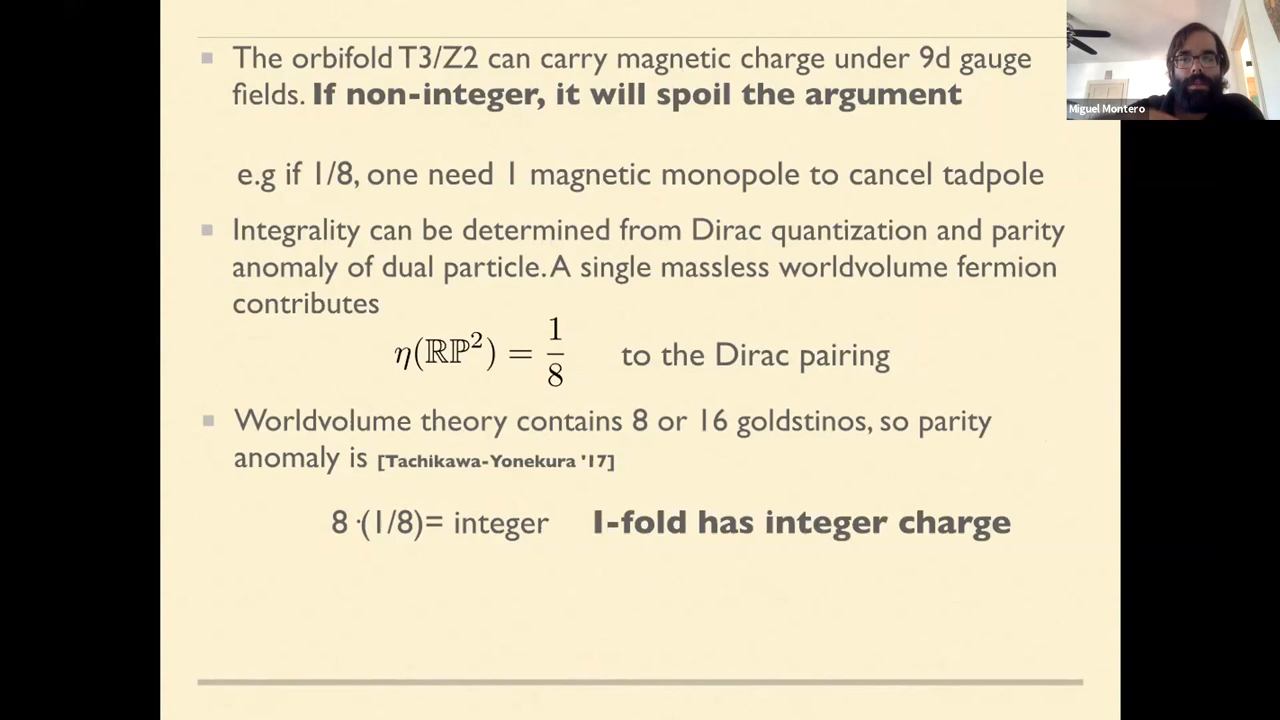 The orbifold T3/Z2 can carry magnetic charge under 9d gauge
fields. If non-integer, it will spoil the argument
Miguel Montero
e.g if 1/8, one need 1 magnetic monopole to cancel tadpole
Integrality can be determined from Dirac quantization and parity
anomaly of dual particle. A single massless worldvolume fermion
contributes
η(ℝℙ²) = 1/8 to the Dirac pairing
Worldvolume theory contains 8 or 16 goldstinos, so parity
anomaly is [Tachikawa-Yonekura '17]
8 ·(1/8)= integer I-fold has integer charge